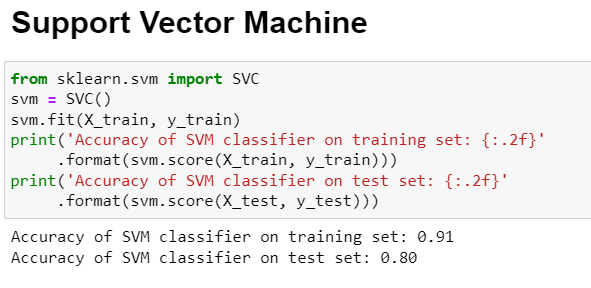 Support Vector Machine
from sklearn.svm import SVC
svm = SVC()
svm.fit(X_train, y_train)
print('Accuracy of SVM classifier on training set: {:.2f}'
     .format(svm.score(X_train, y_train)))
print('Accuracy of SVM classifier on test set: {:.2f}'
     .format(svm.score(X_test, y_test)))
Accuracy of SVM classifier on training set: 0.91
Accuracy of SVM classifier on test set: 0.80